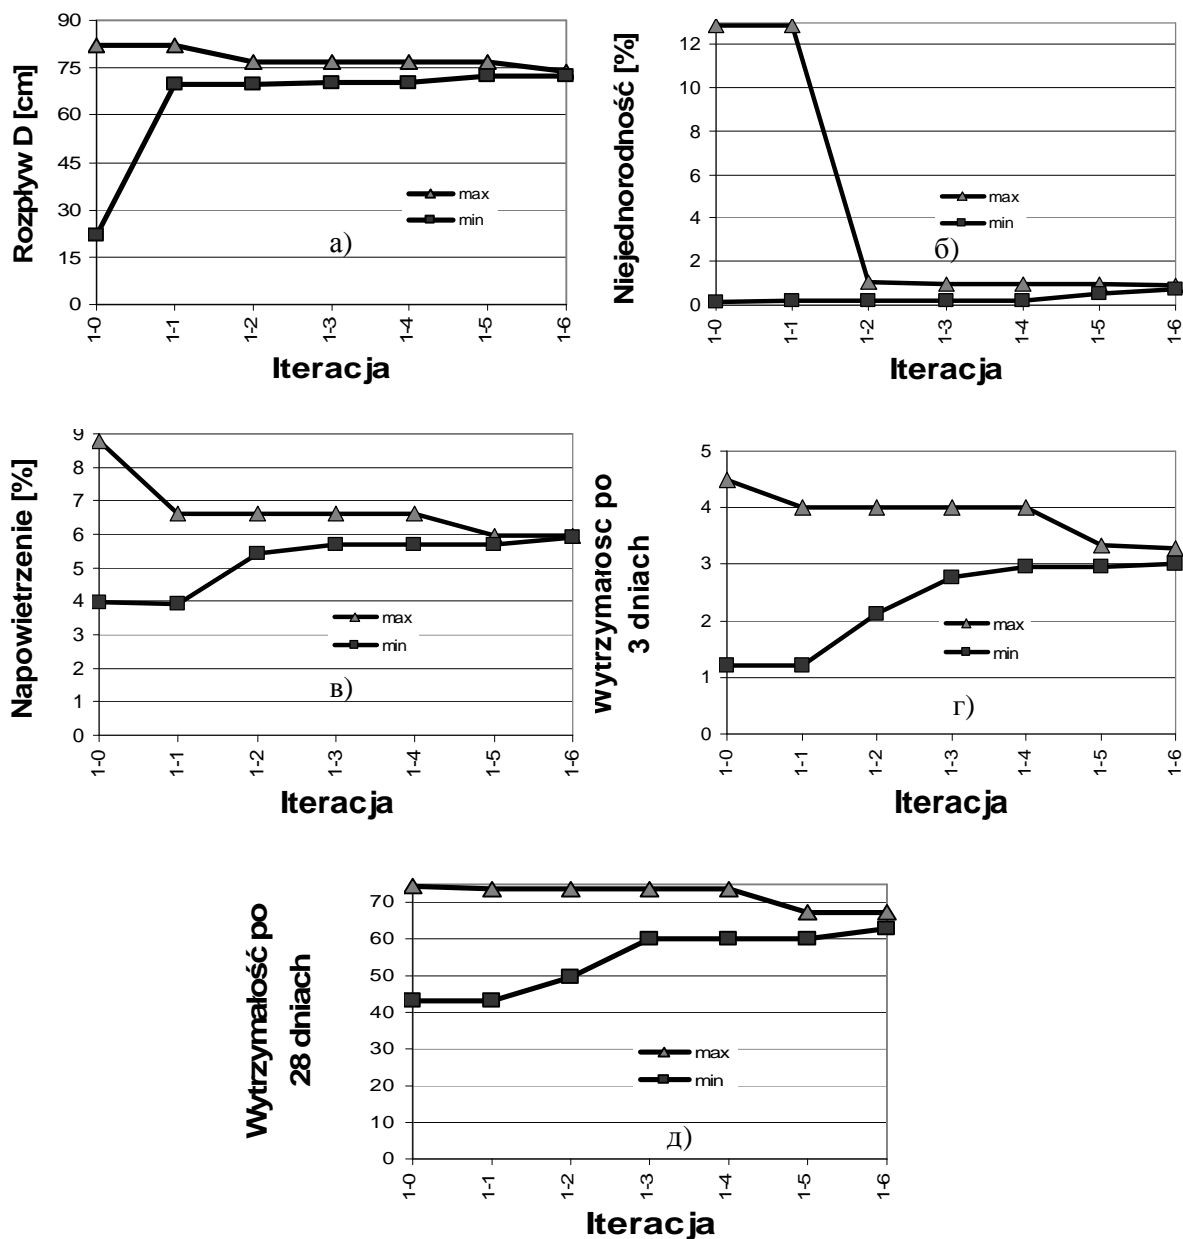 90
75
60
45
30
15
0
Rozpływ D [cm]
max
min
а)
1-0
1-1
1-2
1-3
1-4
1-5
1-6
Iteracja
12
10
8
6
4
2
0
Niejednorodność [%]
max
min
б)
1-0
1-1
1-2
1-3
1-4
1-5
1-6
Iteracja
9
8
7
6
5
4
3
2
1
0
Napowietrzenie [%]
max
min
в)
1-0
1-1
1-2
1-3
1-4
1-5
1-6
Iteracja
5
4
3
2
1
0
wytrzymałosc po
3 dniach
max
min
г)
1-0
1-1
1-2
1-3
1-4
1-5
1-6
Iteracja
70
60
50
40
30
20
10
0
Wytrzymałość po
28 dniach
max
min
д)
1-0
1-1
1-2
1-3
1-4
1-5
1-6
Iteracja